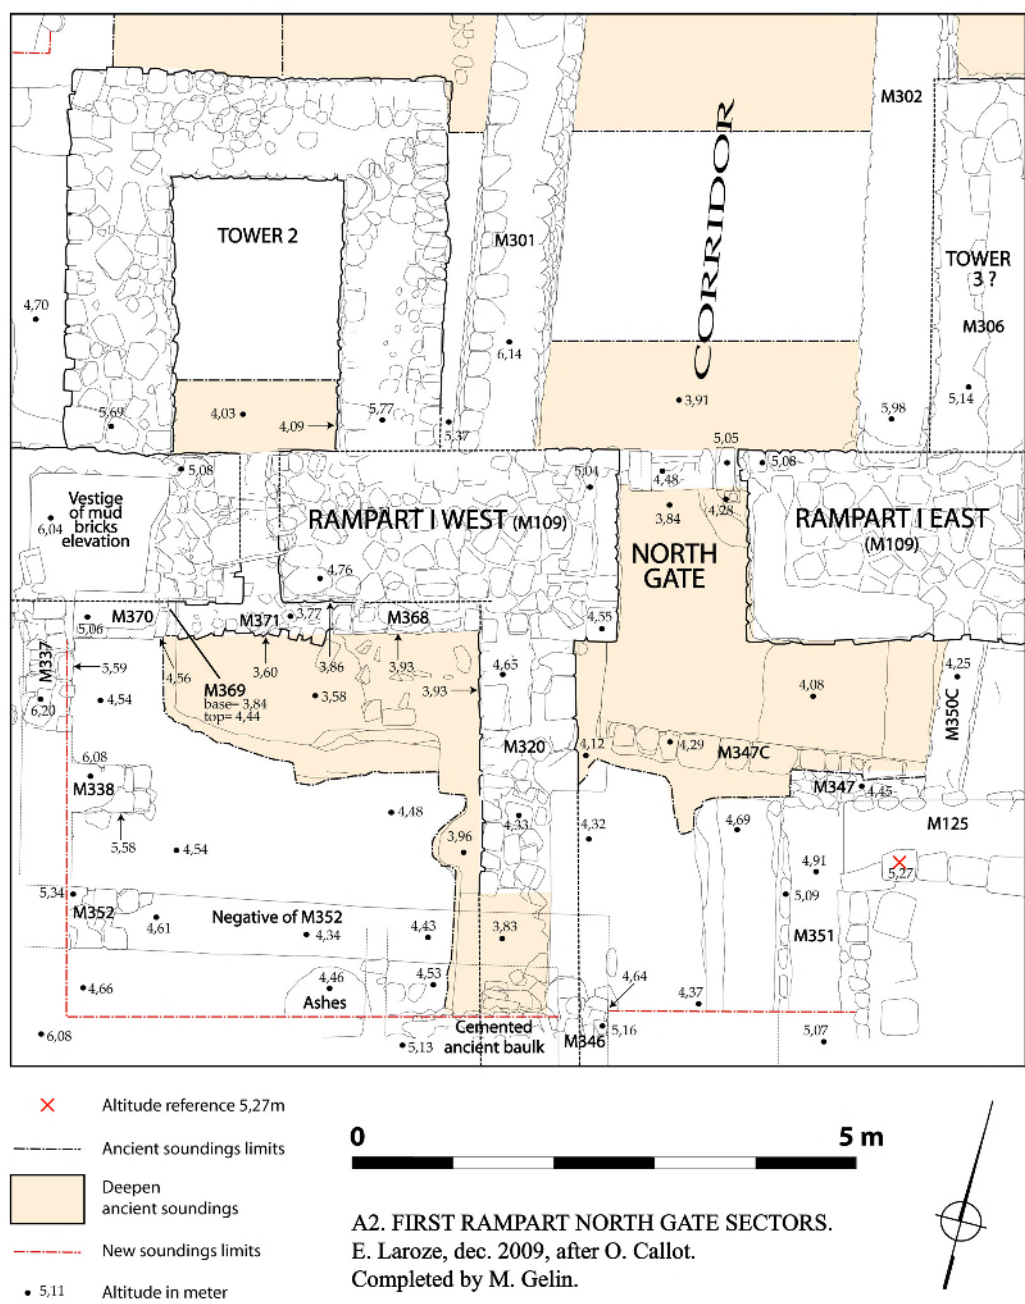 M302
CORRIDOR
TOWER 2
M301
TOWER
3 ?
4,70
M306
6,14
5,14
3,91
5,69
4,03
4,09
5,77
5,37
5,98
5,05
5,08
5,04
4,48
5,08
Vestige
of mud
bricks
elevation
6,04
RAMPART I WEST (M109)
4,28
3,84
RAMPART I EAST
(M109)
NORTH
GATE
4,76
M370
5,06
M371
3,77
M368
4,55
M337
5,59
4,56
3,60
3,86
3,93
4,65
4,25
M369
base= 3,84
top= 4,44
3,58
3,93
4,08
M350C
6,20
4,54
M320
4,12
4,29
M347C
6,08
M338
M347
4,45
4,48
4,33
4,32
4,69
M125
5,58
4,54
3,96
4,91
5,27
5,34
M352
4,61
Negative of M352
4,34
4,43
3,83
5,09
M351
4,66
4,46
Ashes
4,53
4,64
4,37
6,08
5,13
Cemented
ancient baulk
M346
5,16
5,07
Altitude reference 5,27m
Ancient soundings limits
Deepen
ancient soundings
New soundings limits
5,11 Altitude in meter
0 5 m
A2. FIRST RAMPART NORTH GATE SECTORS.
E. Laroze, dec. 2009, after O. Callot.
Completed by M. Gelin.